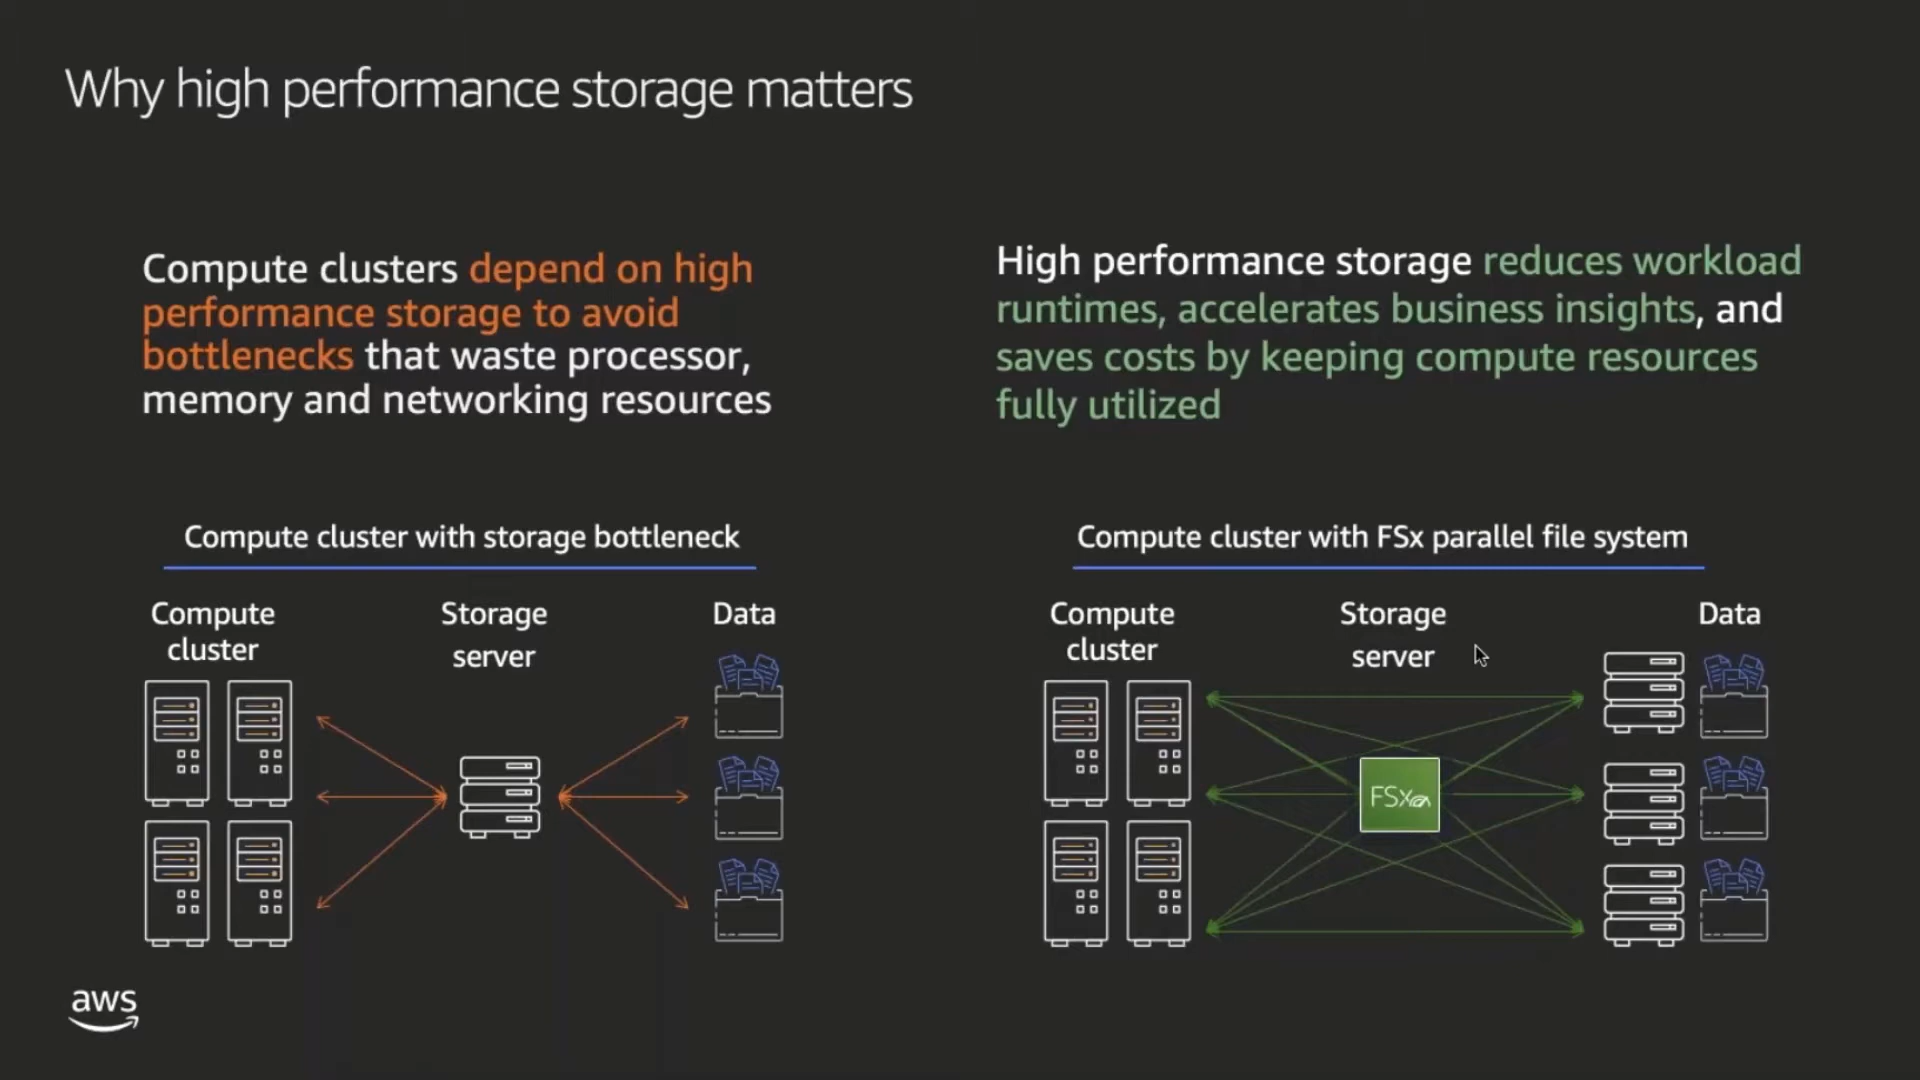 Why high performance storage matters
Compute clusters depend on high
performance storage to avoid
bottlenecks that waste processor,
memory and networking resources
High performance storage reduces workload
runtimes, accelerates business insights, and
saves costs by keeping compute resources
fully utilized
Compute cluster with storage bottleneck
Compute
cluster
Storage
server
Data
Compute cluster with FSx parallel file system
Compute
cluster
Storage
server
Data
FSx
aws